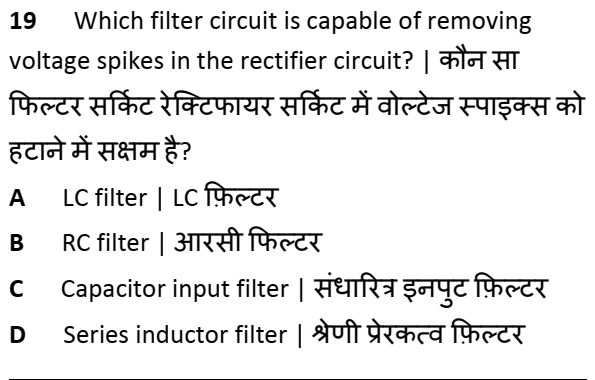 19 Which filter circuit is capable of removing
voltage spikes in the rectifier circuit? | कौन सा
फिल्टर सर्किट रेक्टिफायर सर्किट में वोल्टेज स्पाइक्स को
हटाने में सक्षम है?
A LC filter | LC फ़िल्टर
B RC filter | आरसी फिल्टर
C Capacitor input filter | संधारित्र इनपुट फ़िल्टर
D Series inductor filter | श्रेणी प्रेरकत्व फ़िल्टर